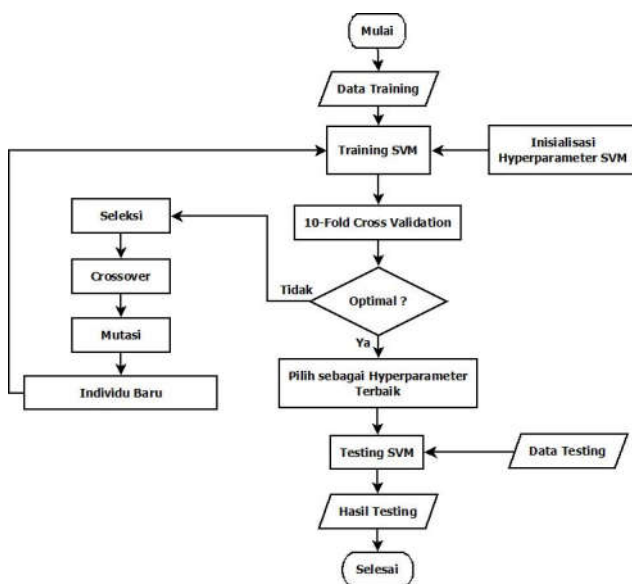 Mulai
Data Training
Training SVM
Inisialisasi
Hyperparameter SVM
10-Fold Cross Validation
Seleksi
Crossover
Mutasi
Individu Baru
Tidak
Optimal ?
Ya
Pilih sebagai Hyperparameter
Terbaik
Testing SVM
Data Testing
Hasil Testing
Selesai